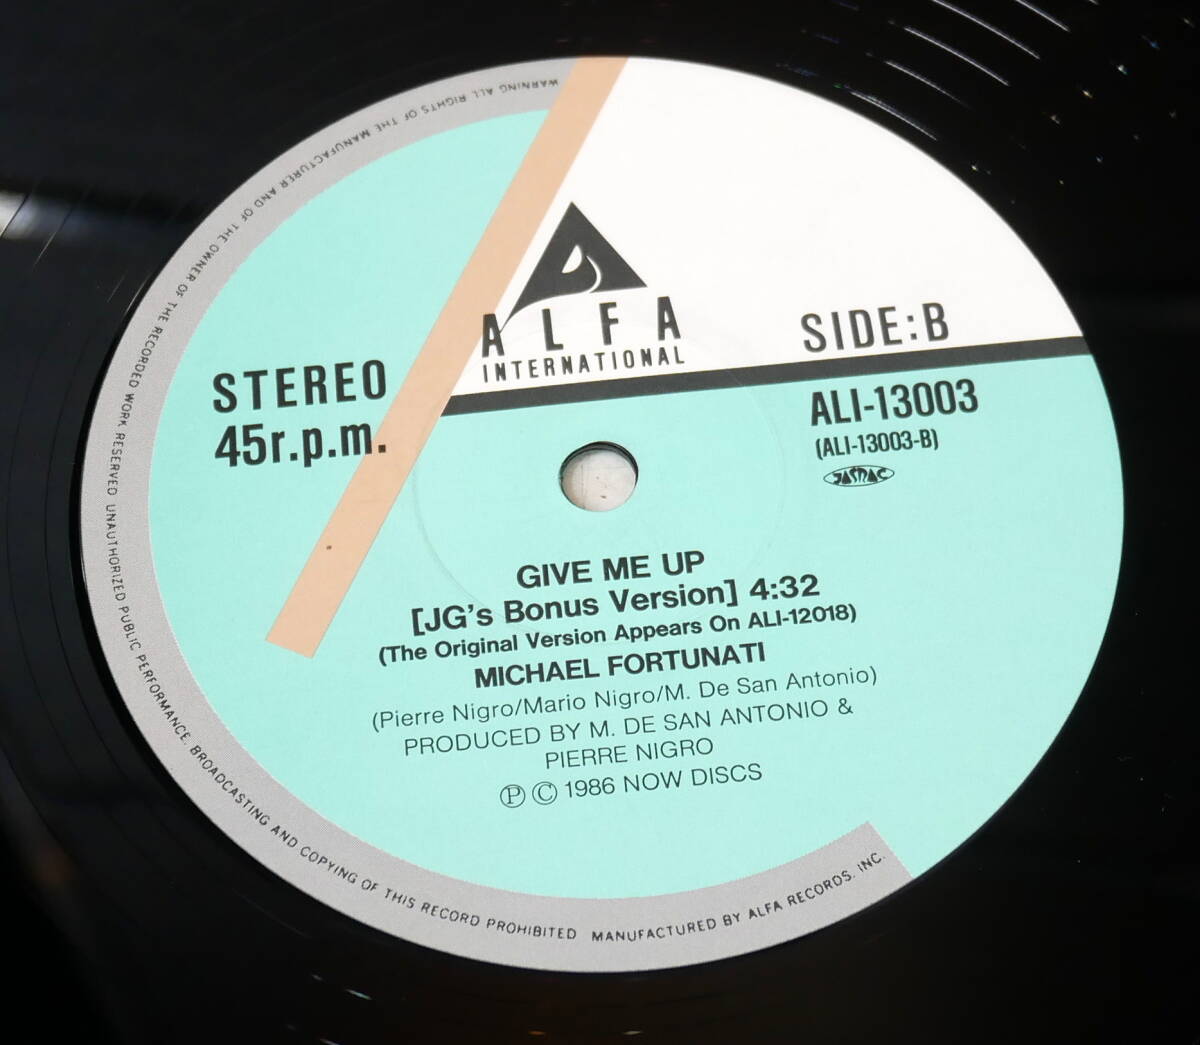 ALFA
INTERNATIONAL
SIDE:B
STEREO
45r.p.m.
ALI-13003
(ALI-13003-B)
JASRAC
GIVE ME UP
[JG's Bonus Version] 4:32
(The Original Version Appears On ALI-12018)
MICHAEL FORTUNATI
(Pierre Nigro/Mario Nigro/M. De San Antonio)
PRODUCED BY M. DE SAN ANTONIO &
PIERRE NIGRO
Ⓟ Ⓒ 1986 NOW DISCS
WARNING ALL RIGHTS OF THE MANUFACTURER AND OF THE OWNER OF THE RECORDED WORK RESERVED UNAUTHORIZED PUBLIC PERFORMANCE. BROADCASTING AND COPYING OF THIS RECORD PROHIBITED MANUFACTURED BY ALFA RECORDS. INC.